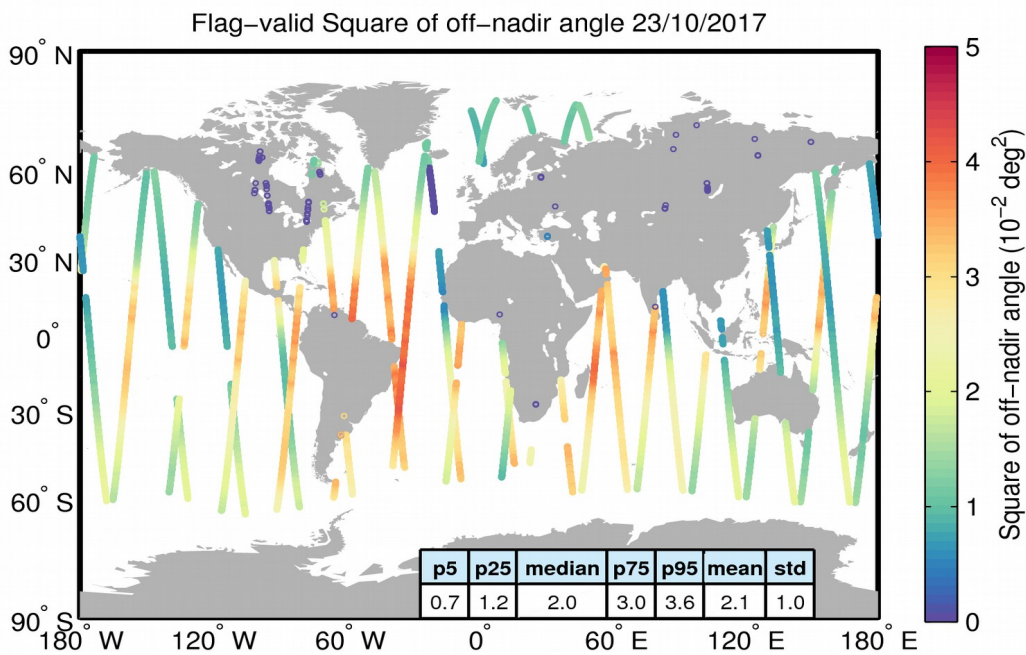 Flag−valid Square of off−nadir angle 23/10/2017
90° N
60° N
30° N
0°
30° S
60° S
90° S
180° W
120° W
60° W
0°
60° E
120° E
180° E
p5 p25 median p75 p95 mean std
0.7 1.2 2.0 3.0 3.6 2.1 1.0
5
4
3
2
1
0
Square of off−nadir angle (10⁻² deg²)